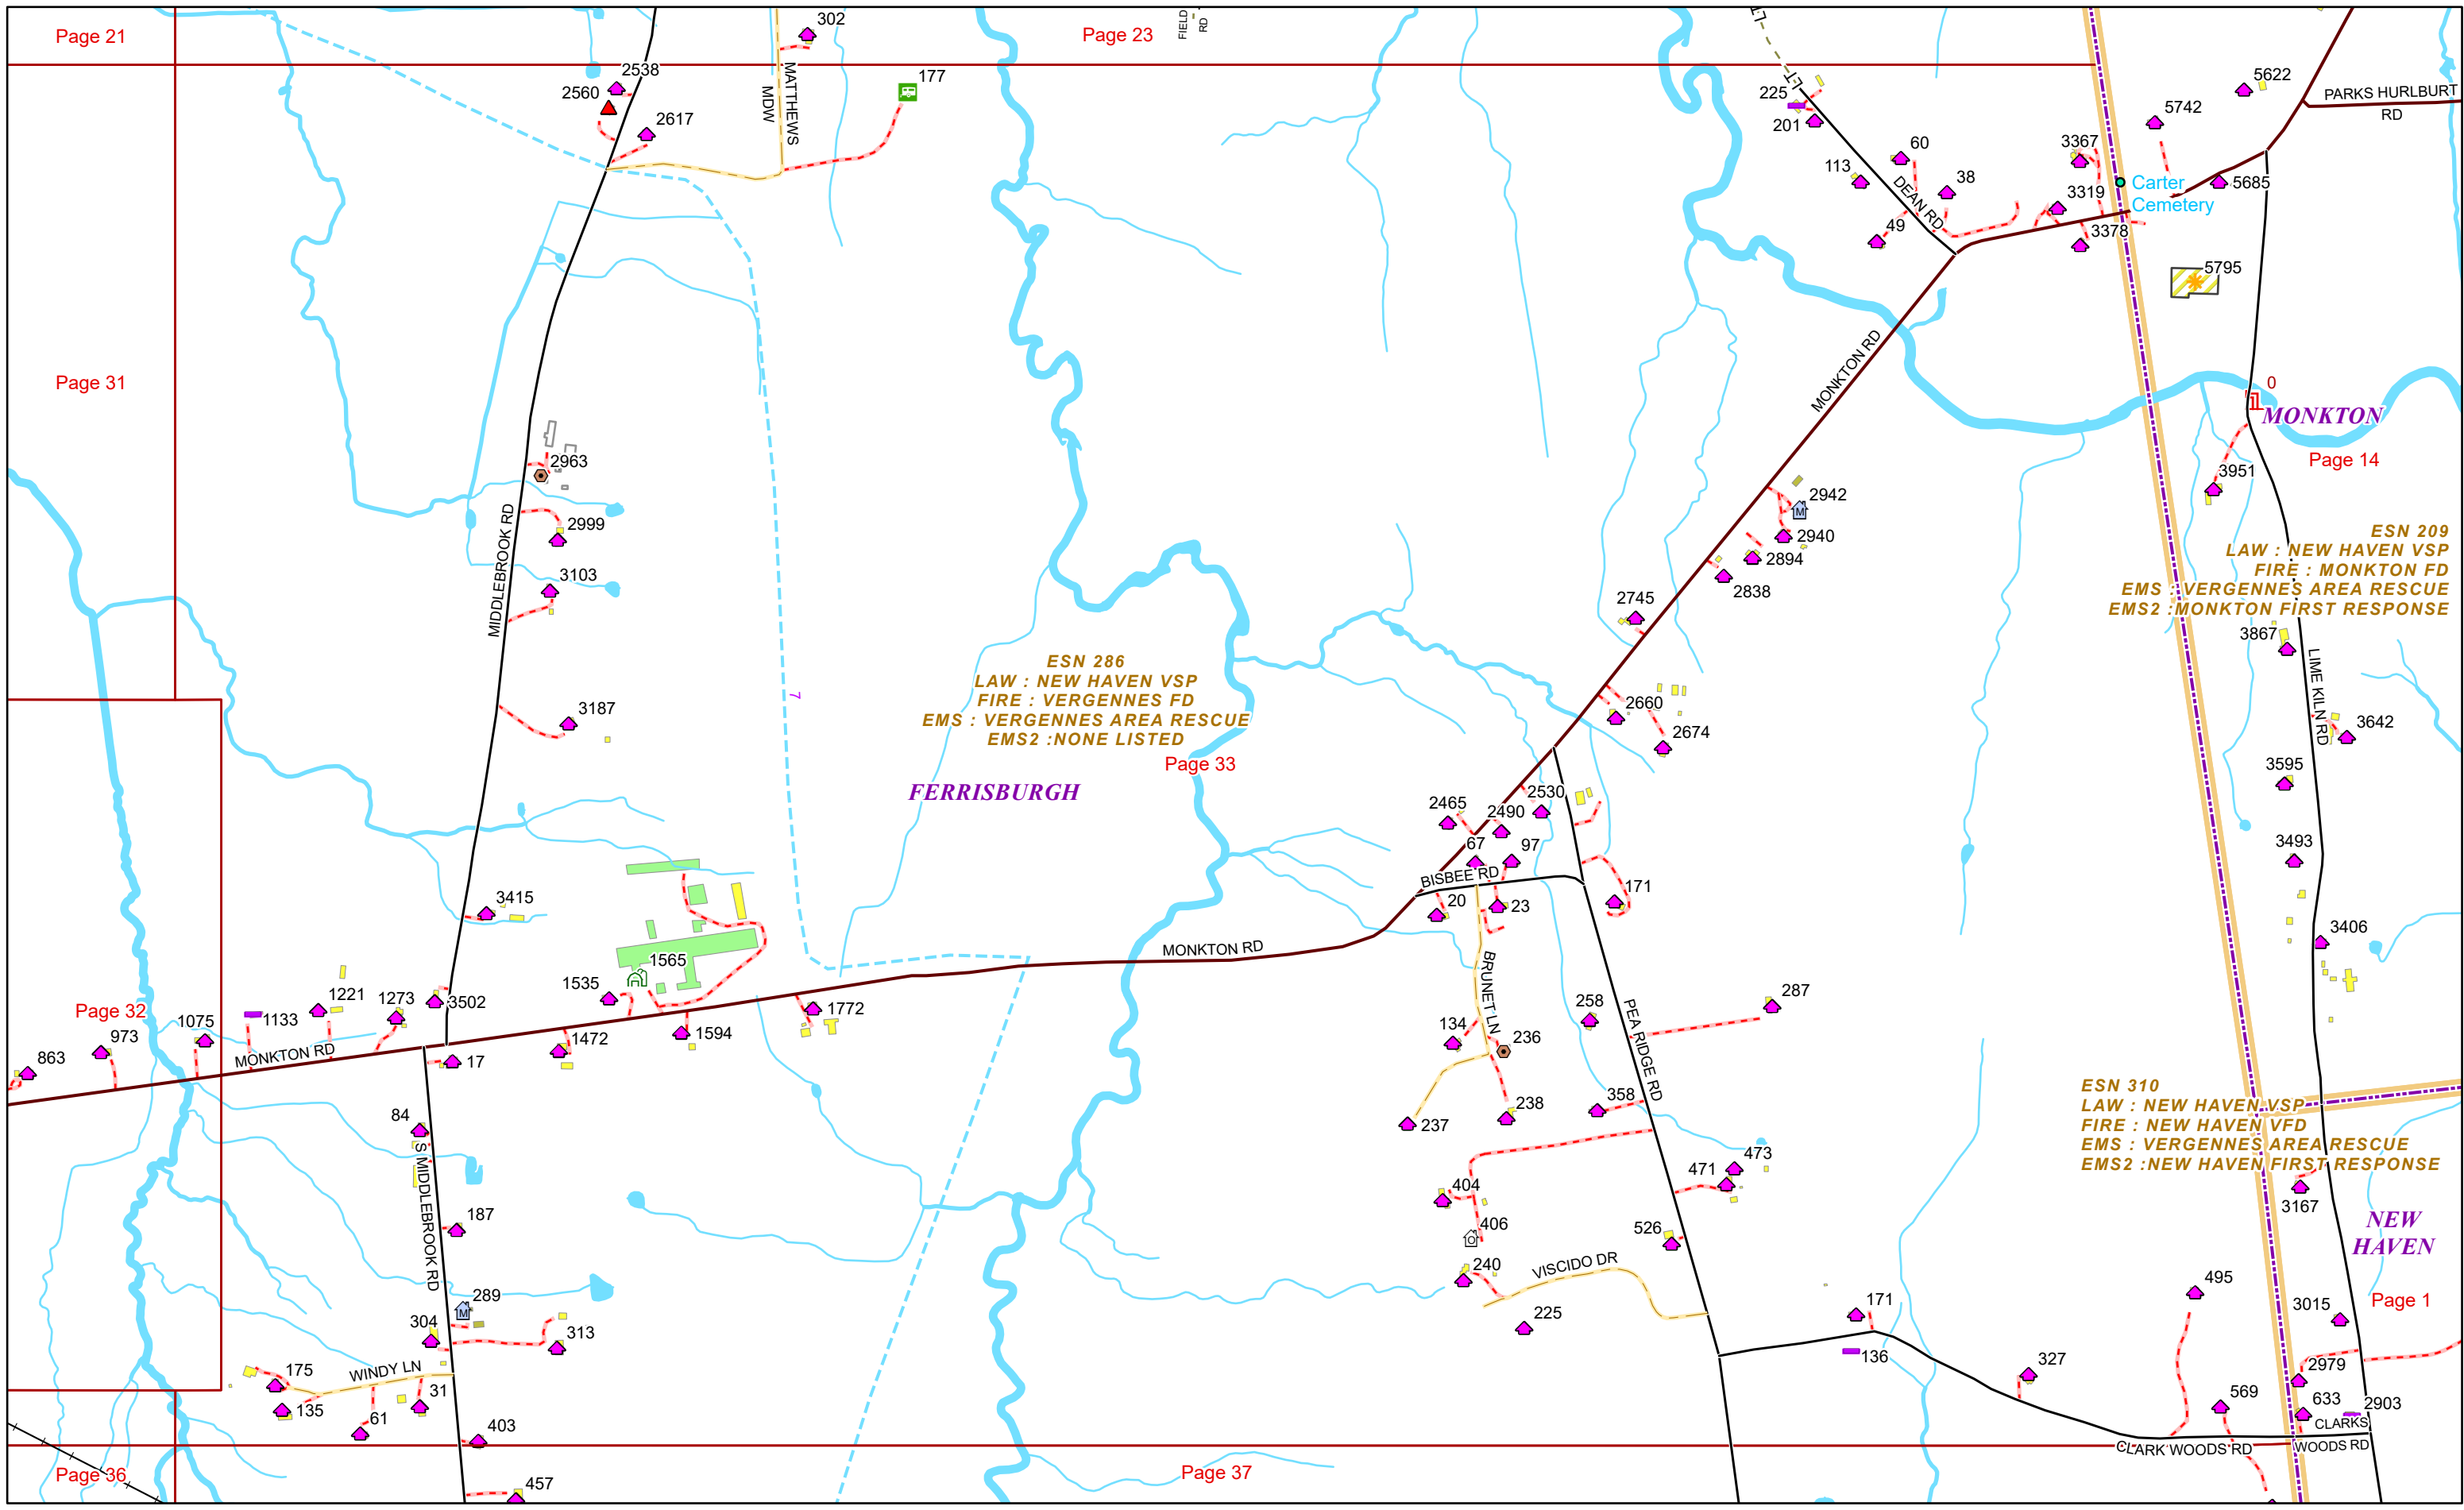 Page 21
302
Page 23
FIELD
RD
LT
2538
2560
2617
MATTHEWS
MDW
177
LT
225
201
60
113
38
DEAN RD
49
3367
3319
3378
Carter
Cemetery
5742
5622
5685
PARKS HURLBURT
RD
5795
Page 31
MONKTON RD
0
MONKTON
Page 14
3951
2963
2999
MIDDLEBROOK RD
3103
3187
2942
M
2940
2894
2838
2745
ESN 209
LAW : NEW HAVEN VSP
FIRE : MONKTON FD
EMS : VERGENNES AREA RESCUE
EMS2 :MONKTON FIRST RESPONSE
3867
LIME KILN RD
3642
3595
3493
3406
ESN 286
LAW : NEW HAVEN VSP
FIRE : VERGENNES FD
EMS : VERGENNES AREA RESCUE
EMS2 :NONE LISTED
7
Page 33
FERRISBURGH
2660
2674
2465
2490
2530
67
97
BISBEE RD
20
23
171
3415
1565
1535
MONKTON RD
BRUNET LN
1772
1594
1472
Page 32
1221
1273
3502
1133
1075
973
863
MONKTON RD
17
84
S MIDDLEBROOK RD
187
289
M
304
313
WINDY LN
175
135
61
31
403
457
Page 36
Page 37
258
287
134
236
PEA RIDGE RD
358
238
237
473
471
404
406
O
526
240
VISCIDO DR
225
171
136
327
ESN 310
LAW : NEW HAVEN VSP
FIRE : NEW HAVEN VFD
EMS : VERGENNES AREA RESCUE
EMS2 :NEW HAVEN FIRST RESPONSE
3167
NEW
HAVEN
495
3015
Page 1
2979
569
633
2903
CLARKS
WOODS RD
CLARK WOODS RD